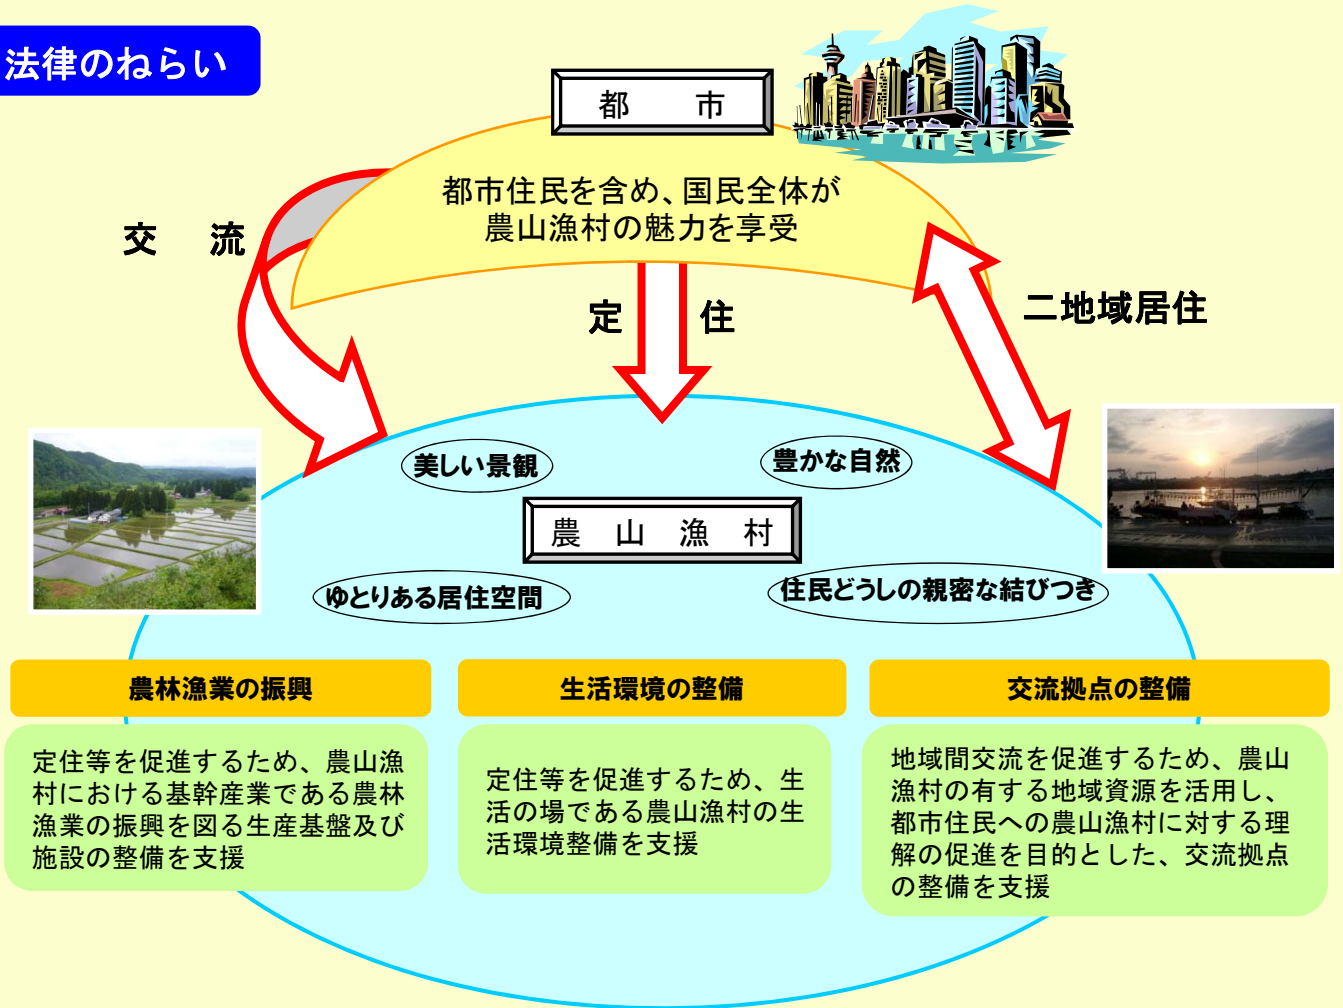 法律のねらい
都　市
都市住民を含め、国民全体が
農山漁村の魅力を享受
交　流
定　住
二地域居住
美しい景観
豊かな自然
農　山　漁　村
ゆとりある居住空間
住民どうしの親密な結びつき
農林漁業の振興
定住等を促進するため、農山漁
村における基幹産業である農林
漁業の振興を図る生産基盤及び
施設の整備を支援
生活環境の整備
定住等を促進するため、生
活の場である農山漁村の生
活環境整備を支援
交流拠点の整備
地域間交流を促進するため、農山
漁村の有する地域資源を活用し、
都市住民への農山漁村に対する理
解の促進を目的とした、交流拠点
の整備を支援